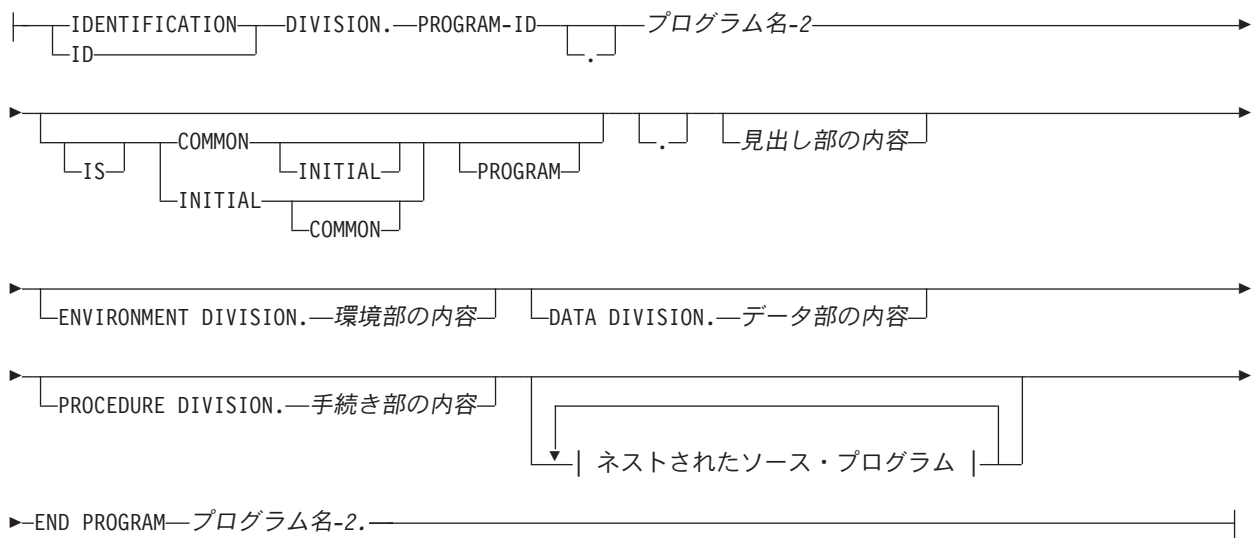 IDENTIFICATION DIVISION. PROGRAM-ID . プログラム名-2
ID
COMMON . 見出し部の内容
IS INITIAL PROGRAM
INITIAL
COMMON
ENVIRONMENT DIVISION. 環境部の内容 DATA DIVISION. データ部の内容
PROCEDURE DIVISION. 手続き部の内容
ネストされたソース・プログラム
END PROGRAM プログラム名-2.